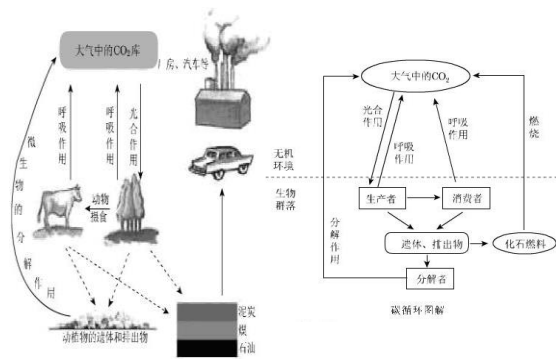 大气中的CO₂库
厂房、汽车等
呼吸作用
呼吸作用
光合作用
微生物的分解作用
动物
摄食
无机
环境
生物
群落
泥炭
煤
石油
动植物的遗体和排出物
大气中的CO₂
光合
作用
呼吸
作用
呼吸
作用
燃烧
生产者
消费者
分解作用
遗体、排出物
化石燃料
分解者
碳循环图解